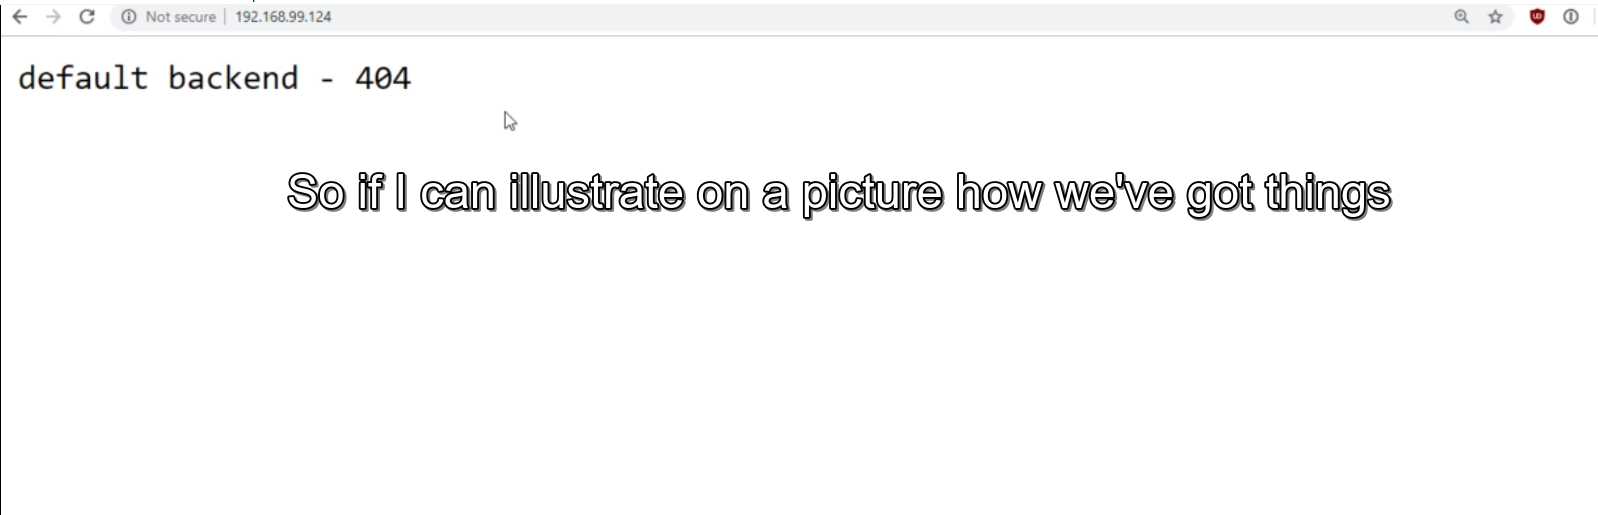 Not secure | 192.168.99.124
default backend - 404
So if I can illustrate on a picture how we've got things